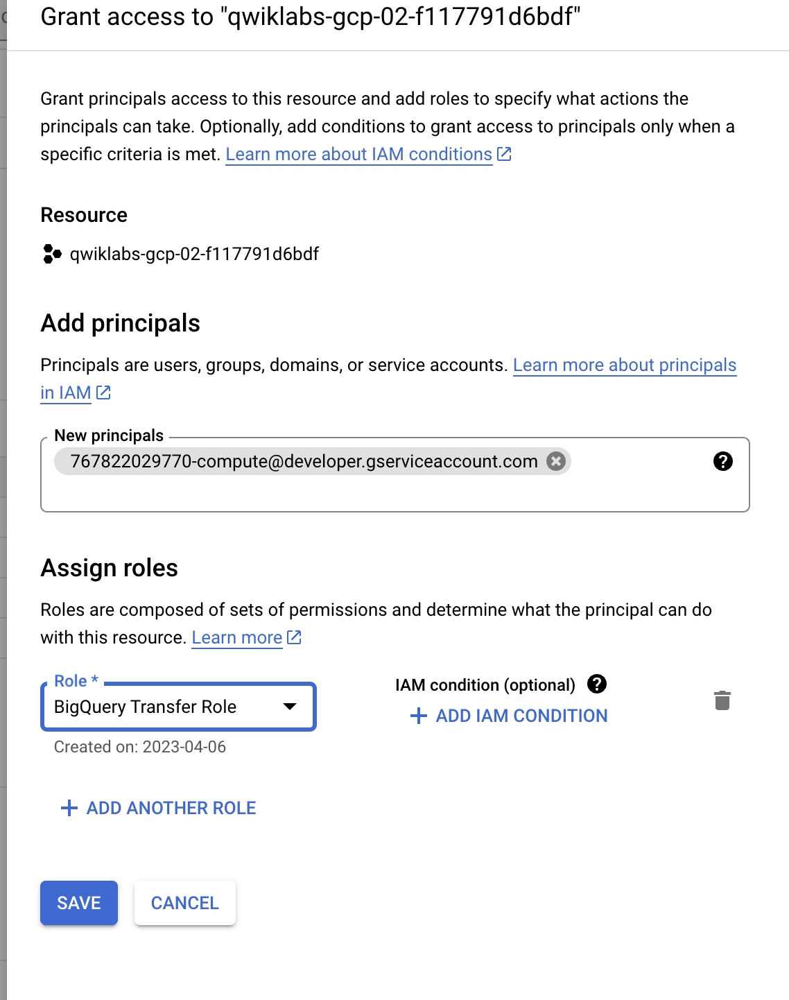 Grant access to "qwiklabs-gcp-02-f117791d6bdf"
Grant principals access to this resource and add roles to specify what actions the
principals can take. Optionally, add conditions to grant access to principals only when a
specific criteria is met. Learn more about IAM conditions
Resource
qwiklabs-gcp-02-f117791d6bdf
Add principals
Principals are users, groups, domains, or service accounts. Learn more about principals
in IAM
New principals
767822029770-compute@developer.gserviceaccount.com
Assign roles
Roles are composed of sets of permissions and determine what the principal can do
with this resource. Learn more
Role *
IAM condition (optional)
BigQuery Transfer Role
ADD IAM CONDITION
Created on: 2023-04-06
ADD ANOTHER ROLE
SAVE CANCEL